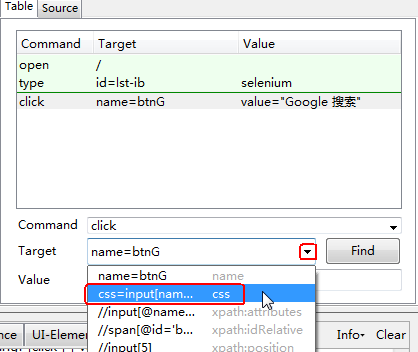 Table Source
Command Target Value
open /
type id=lst-ib selenium
click name=btnG value="Google 搜索"
Command click
Target name=btnG Find
Value
name=btnG name
css=input[nam... css
//input[@name... xpath:attributes
//span[@id='b... xpath:idRelative
//input[5] xpath:position
UI-Elemen Info Clear